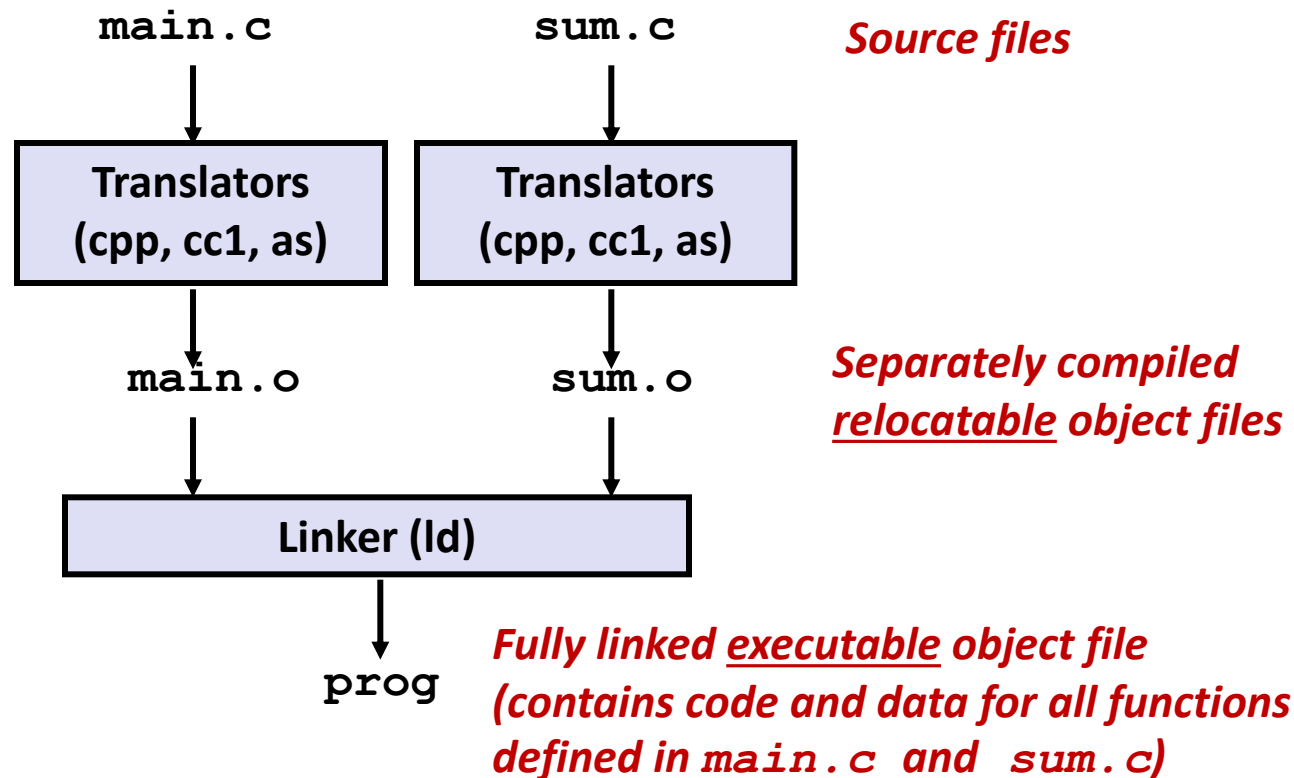 main.c
sum.c
Source files
Translators
(cpp, cc1, as)
Translators
(cpp, cc1, as)
main.o
sum.o
Separately compiled
relocatable object files
Linker (ld)
prog
Fully linked executable object file
(contains code and data for all functions
defined in main.c and sum.c)